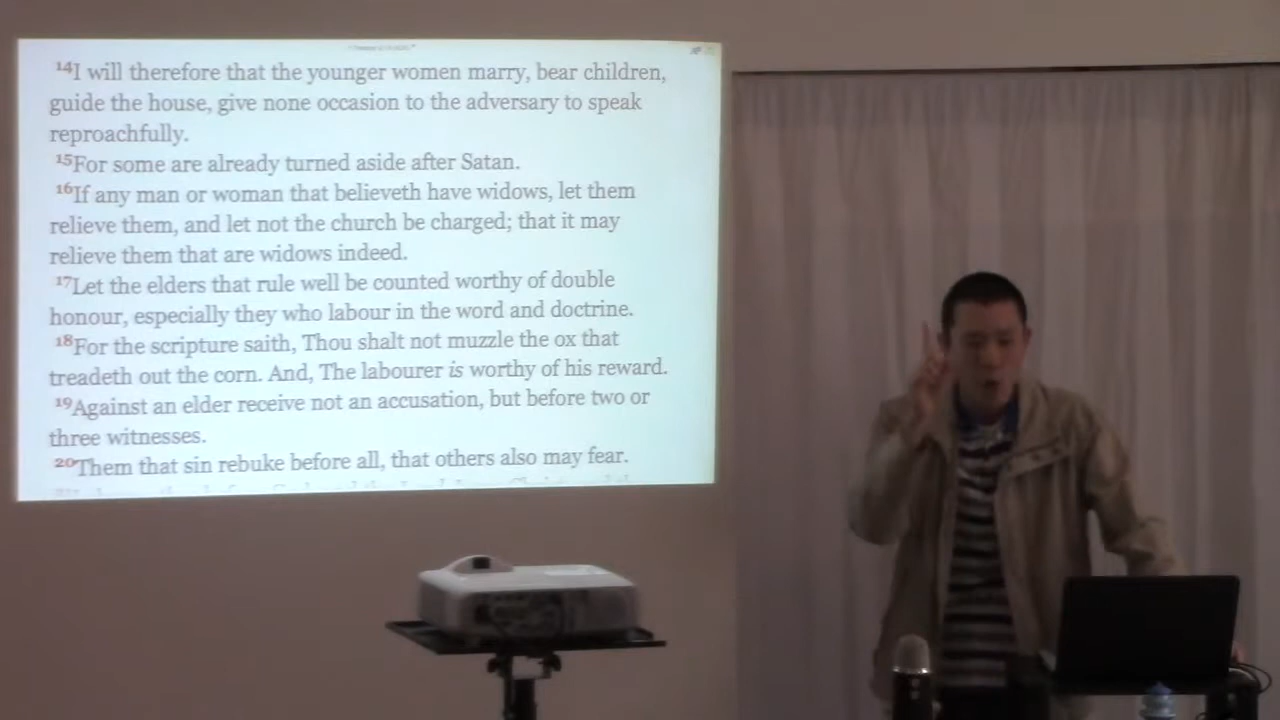 14I will therefore that the younger women marry, bear children,
guide the house, give none occasion to the adversary to speak
reproachfully.
15For some are already turned aside after Satan.
16If any man or woman that believeth have widows, let them
relieve them, and let not the church be charged; that it may
relieve them that are widows indeed.
17Let the elders that rule well be counted worthy of double
honour, especially they who labour in the word and doctrine.
18For the scripture saith, Thou shalt not muzzle the ox that
treadeth out the corn. And, The labourer is worthy of his reward.
19Against an elder receive not an accusation, but before two or
three witnesses.
20Them that sin rebuke before all, that others also may fear.